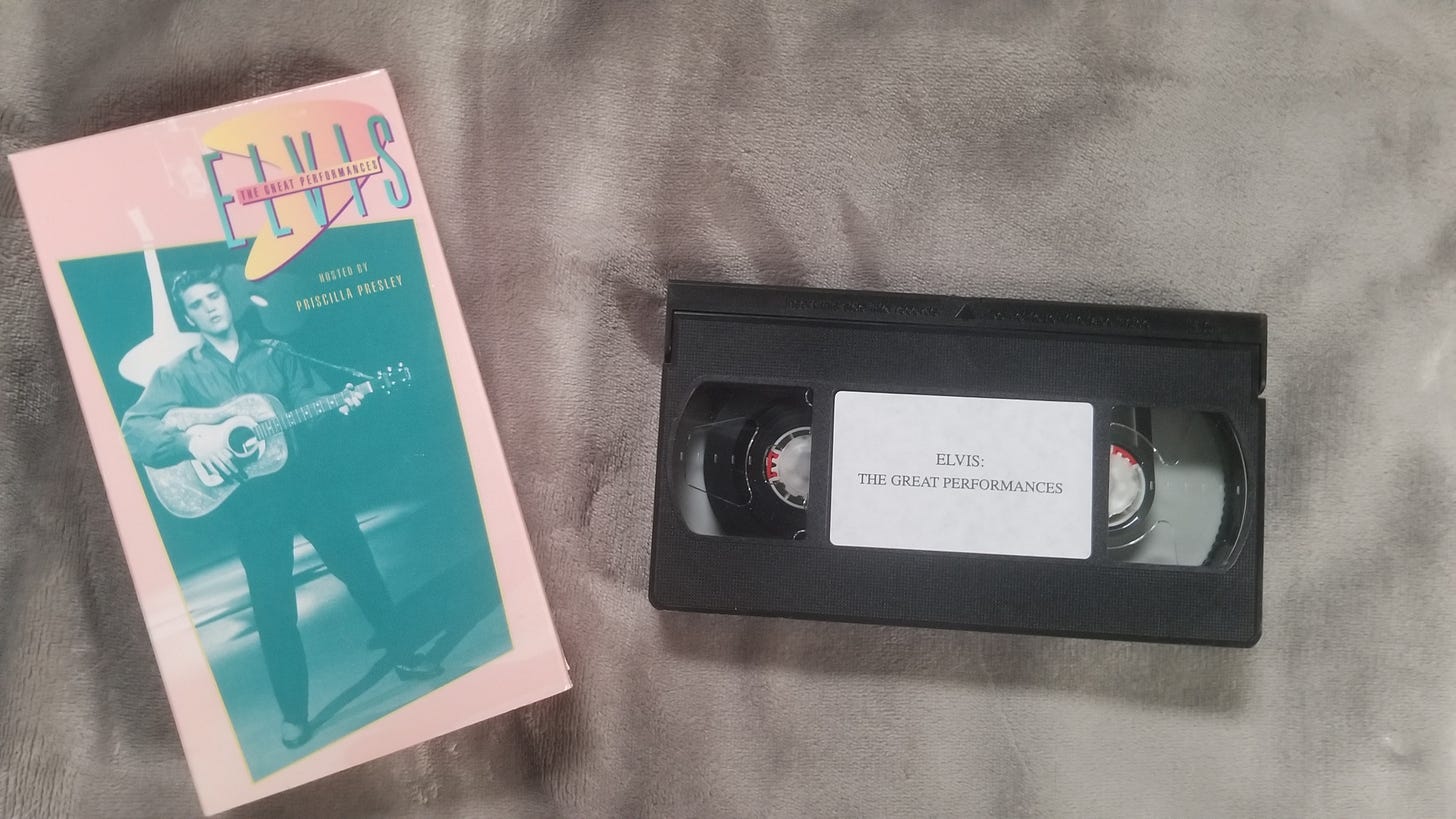 ELVIS
THE GREAT PERFORMANCES
HOSTED BY
PRISCILLA PRESLEY
ELVIS:
THE GREAT PERFORMANCES